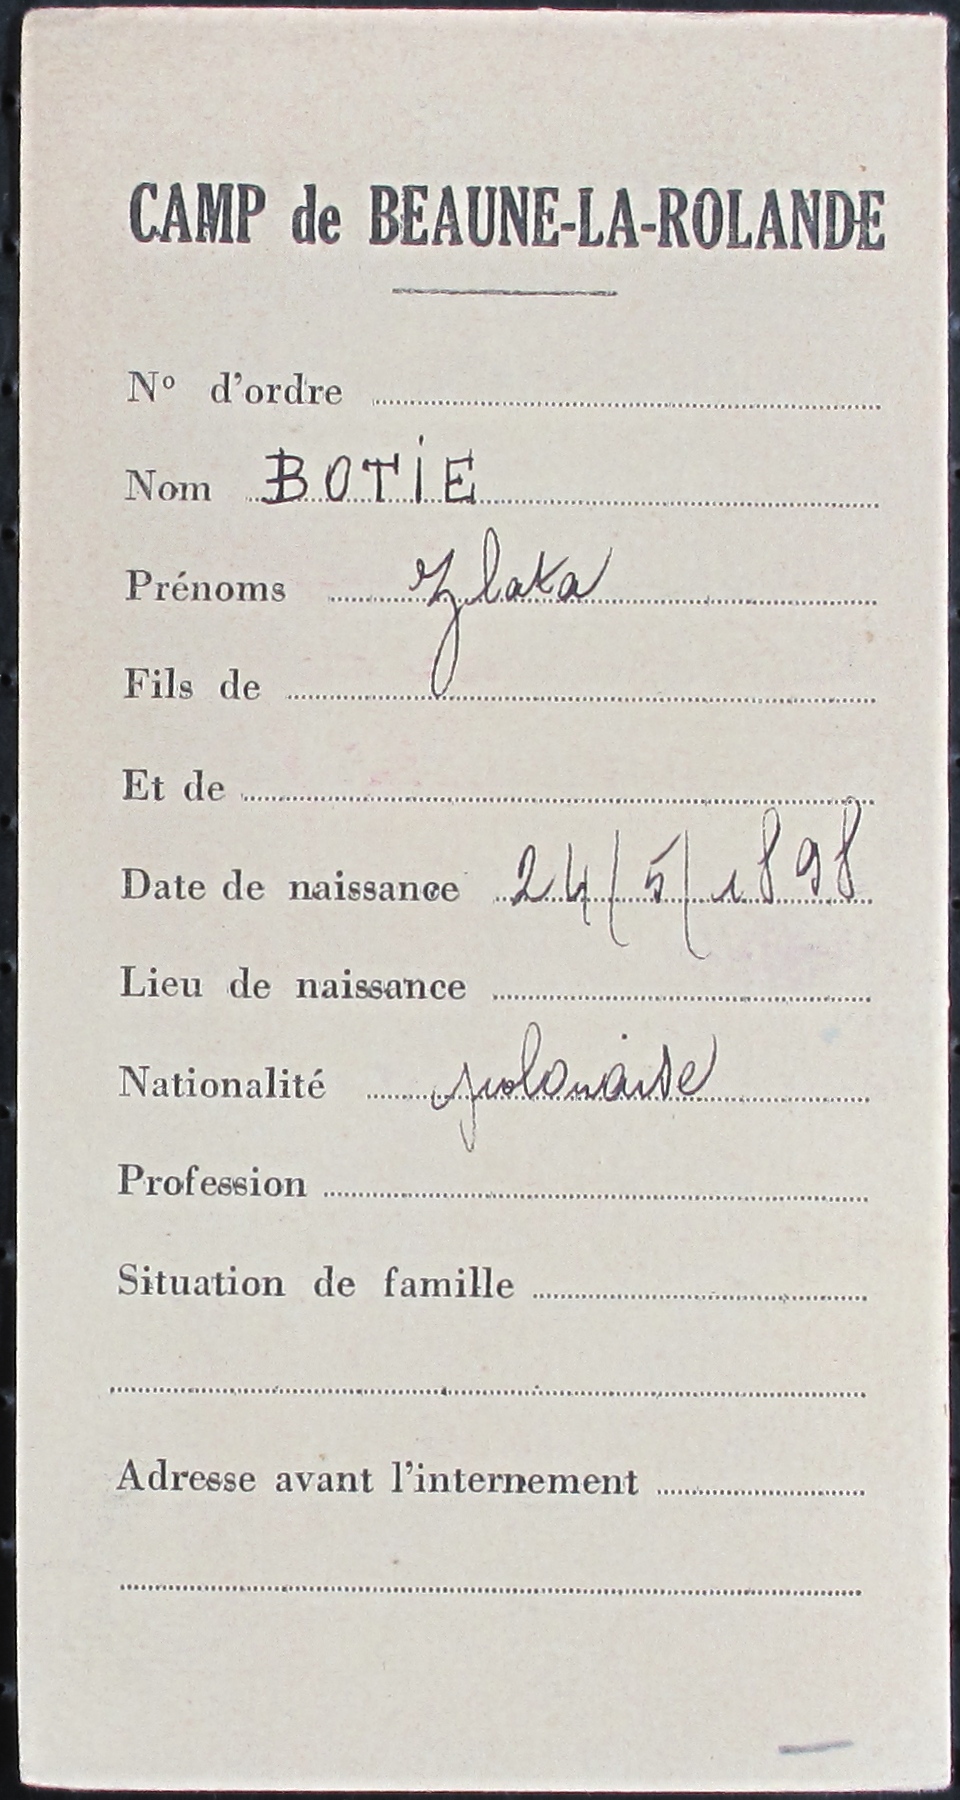 CAMP de BEAUNE-LA-ROLANDE
N° d'ordre
Nom BOTIE
Prénoms Zlata
Fils de
Et de
Date de naissance 24/5/1898
Lieu de naissance
Nationalité polonaise
Profession
Situation de famille
Adresse avant l'internement